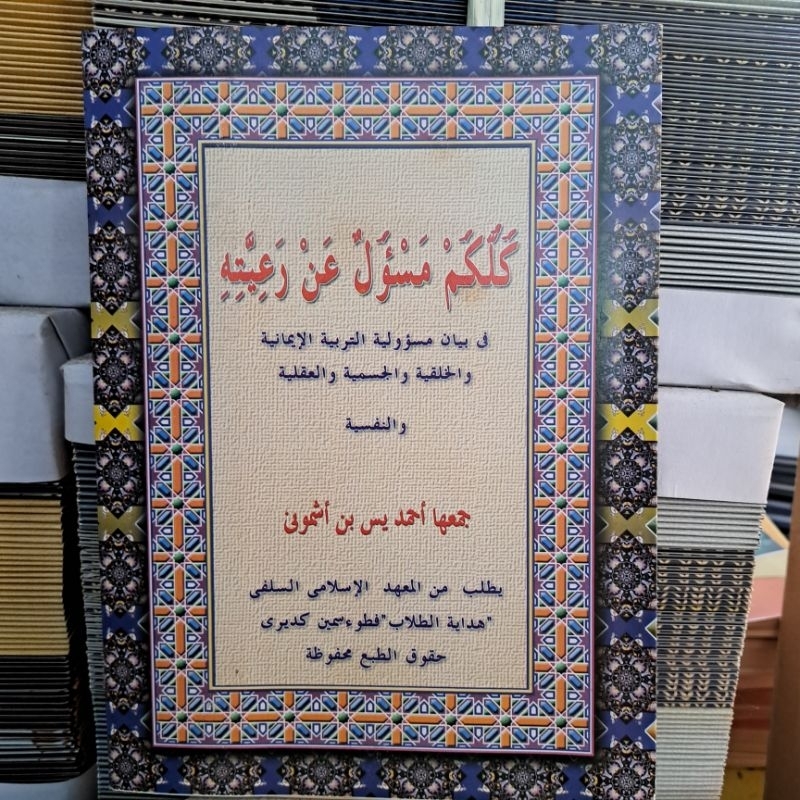 كُلُّكُمْ مَسْؤُلٌ عَنْ رَعِيَّتِهِ
فى بيان مسؤولية التربية الإيمانية
والخلقية والجسمية والعقلية
والنفسية
جمعها أحمد يس بن أشمونى
يطلب من المعهد الإسلامى السلفى
"هداية الطلاب" فطوءسمبن كديرى
حقوق الطبع محفوظة